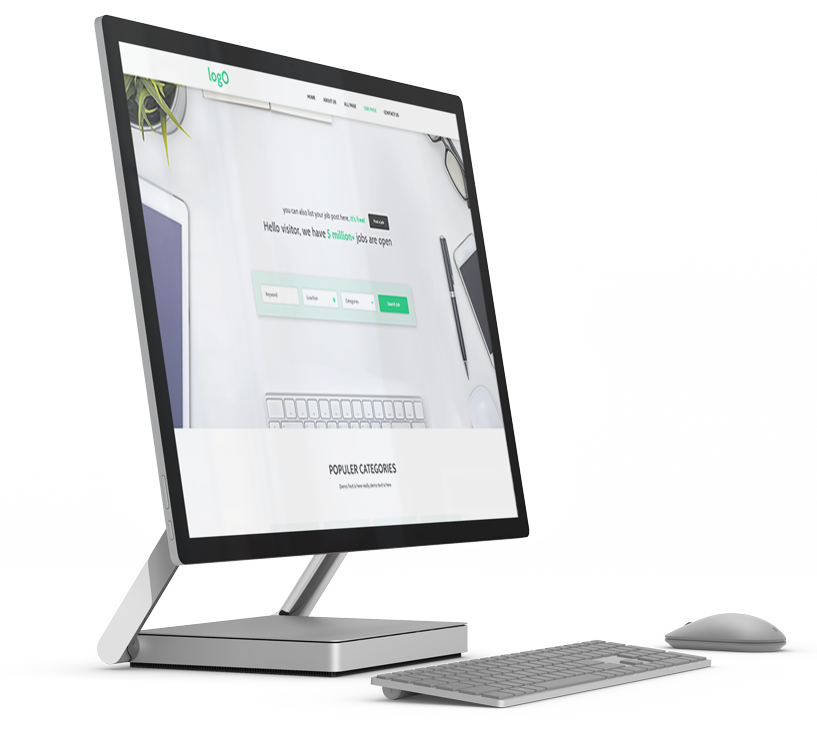 logO
HOME ABOUT US ALL PAGE JOB PAGE CONTACT US
you can also list your job post here, it's free! Post a Job
Hello visitor, we have 5 million+ jobs are open
Keyword Location Categories Search Job
POPULER CATEGORIES
Demo Text is here really demo text is here